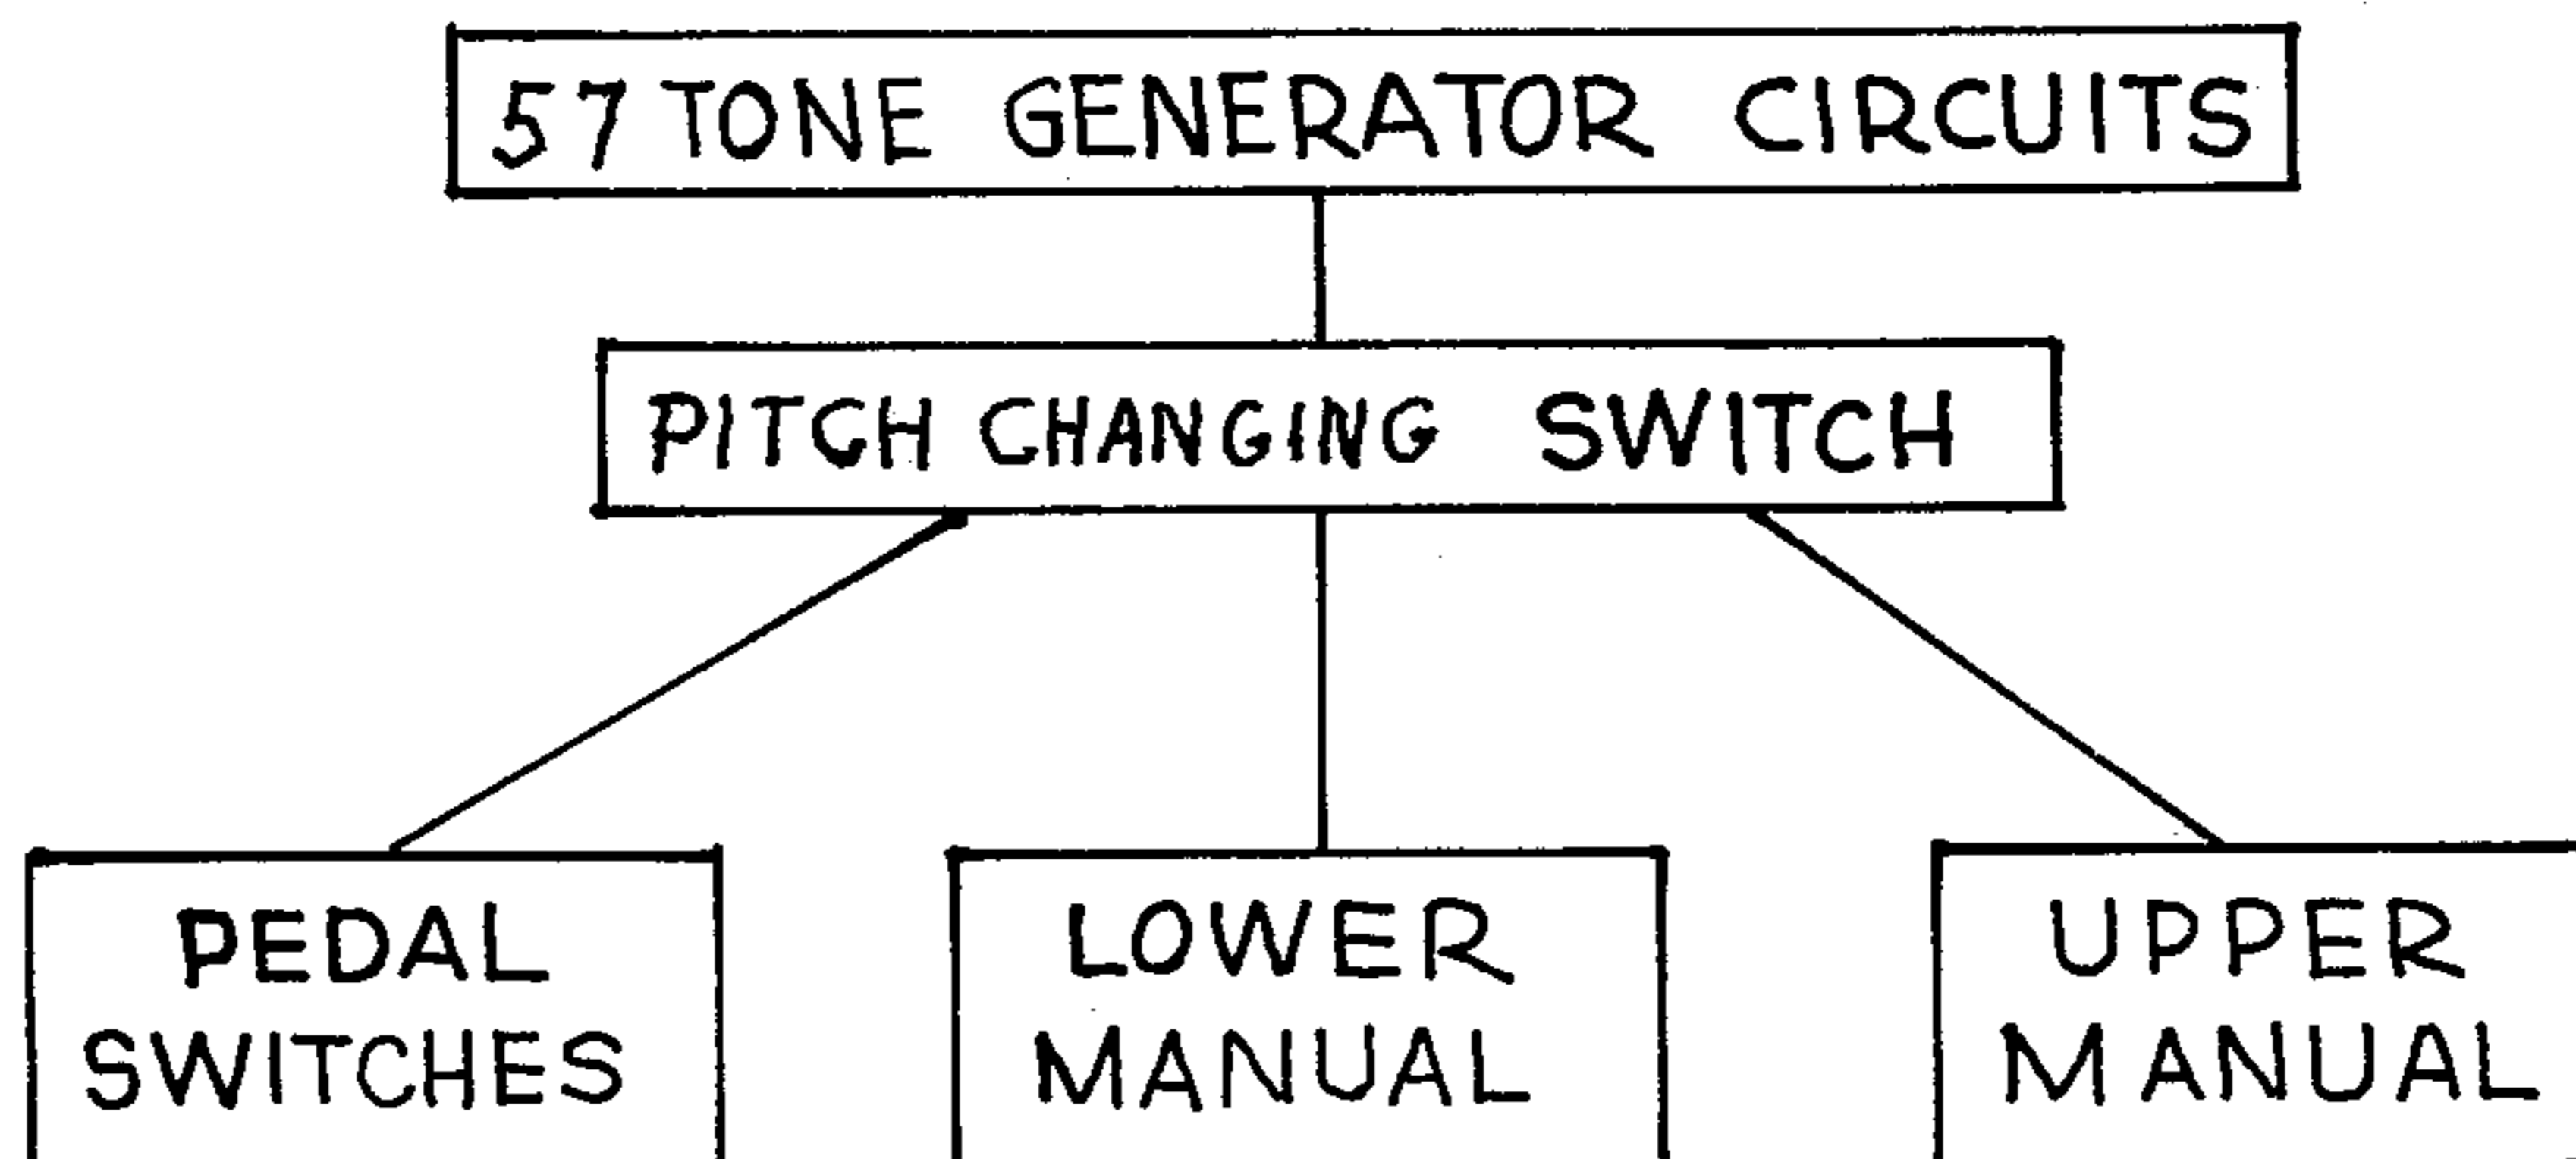 57 TONE GENERATOR CIRCUITS
PITCH CHANGING SWITCH
PEDAL
SWITCHES
LOWER
MANUAL
UPPER
MANUAL